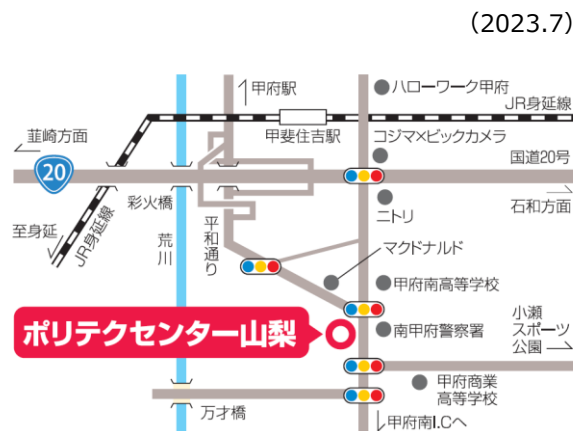 (2023.7)
甲府駅
ハローワーク甲府
JR身延線
韮崎方面
甲斐住吉駅
コジマ×ビックカメラ
20
国道20号
彩火橋
ニトリ
石和方面
至身延
JR身延線
荒川
平和通り
マクドナルド
甲府南高等学校
ポリテクセンター山梨
南甲府警察署
小瀬
スポーツ
公園
甲府商業
高等学校
万才橋
甲府南I.Cへ